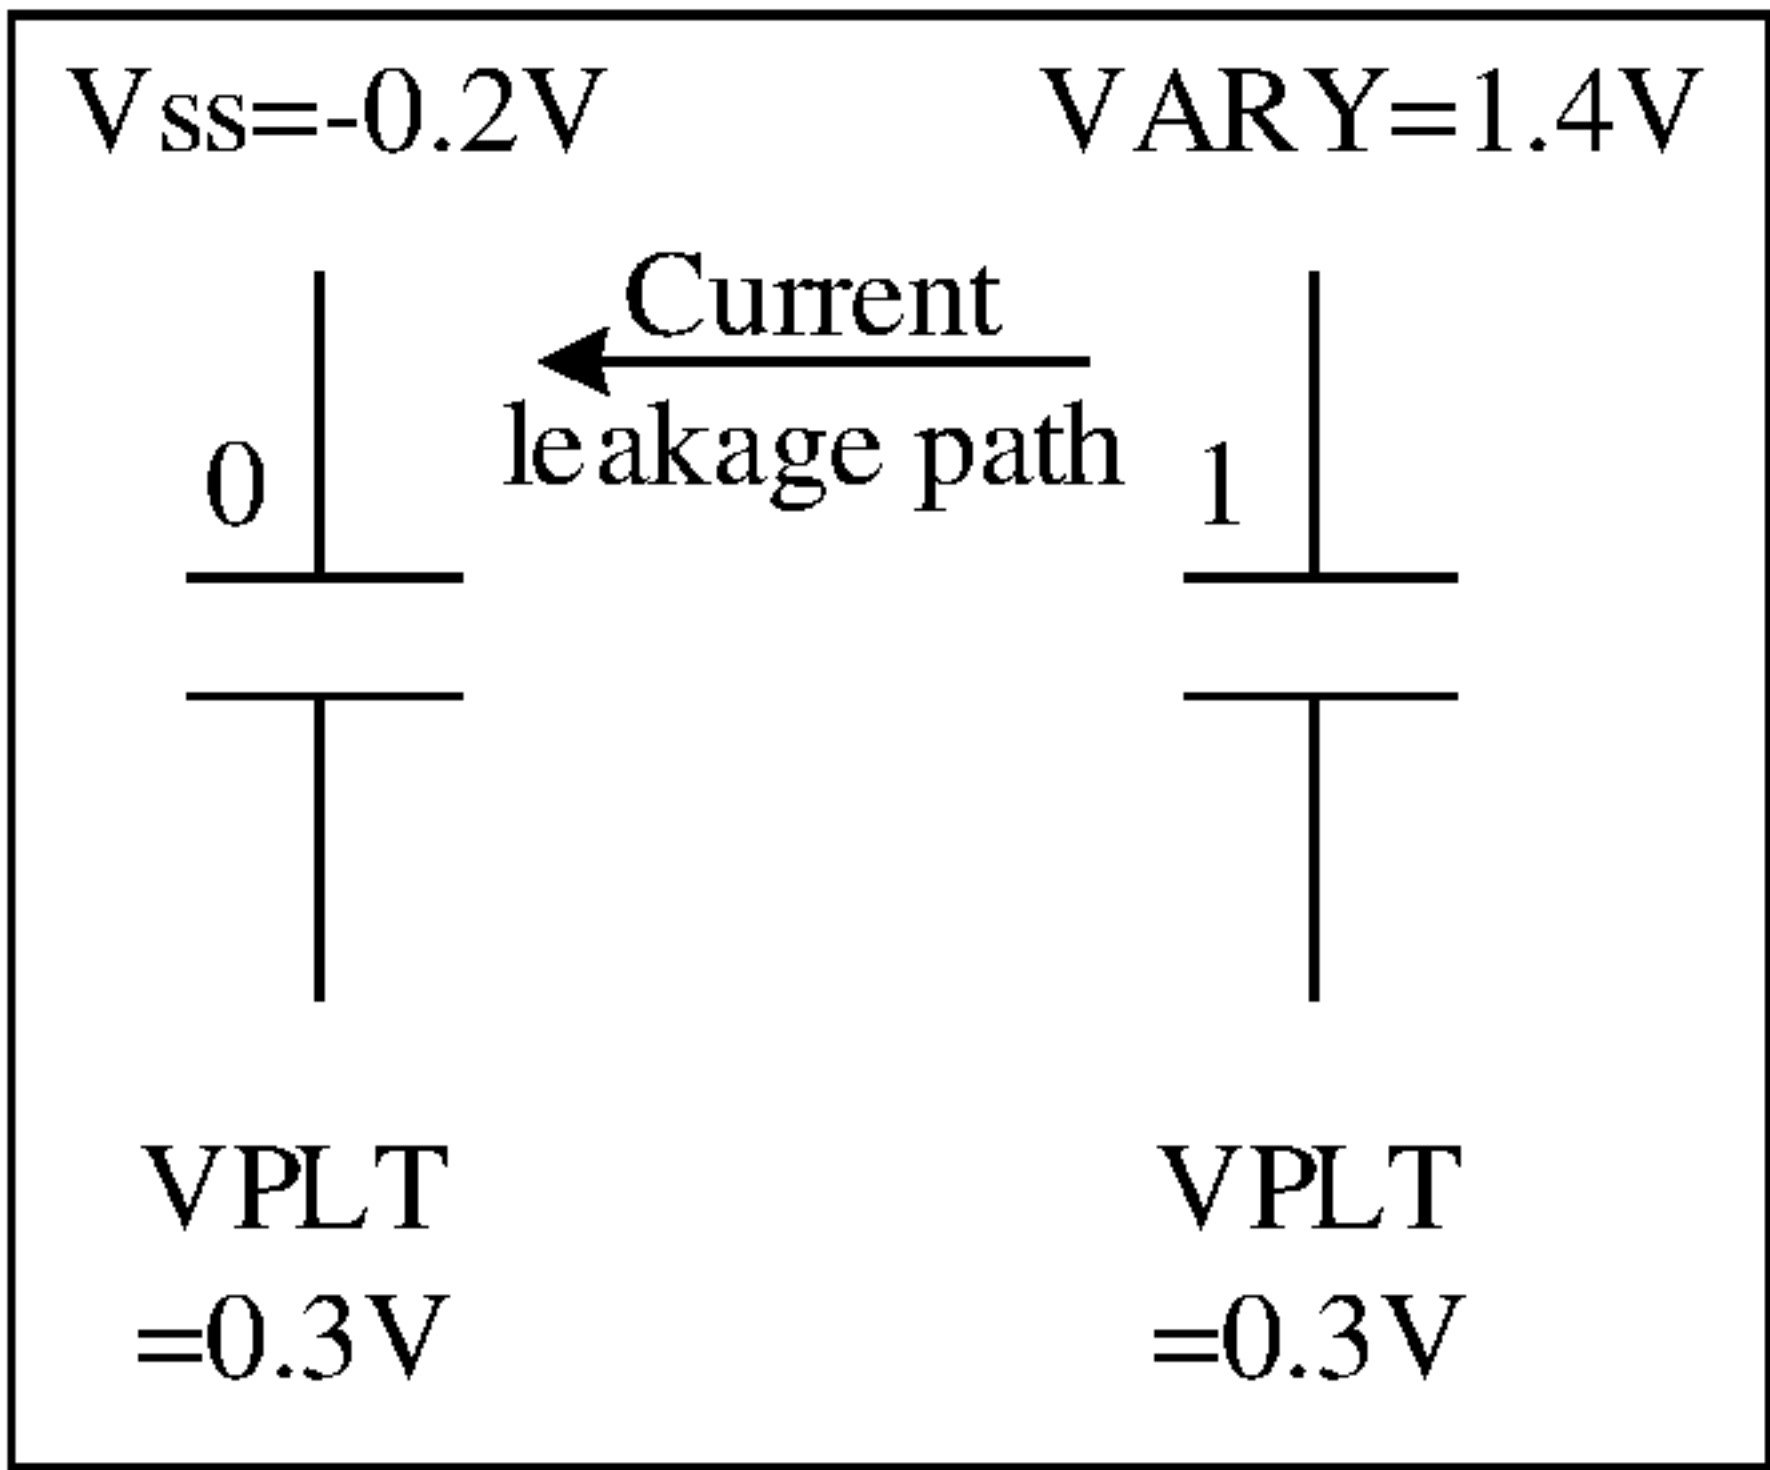 Vss=-0.2V
VARY=1.4V
Current
leakage path
0
1
VPLT
=0.3V
VPLT
=0.3V